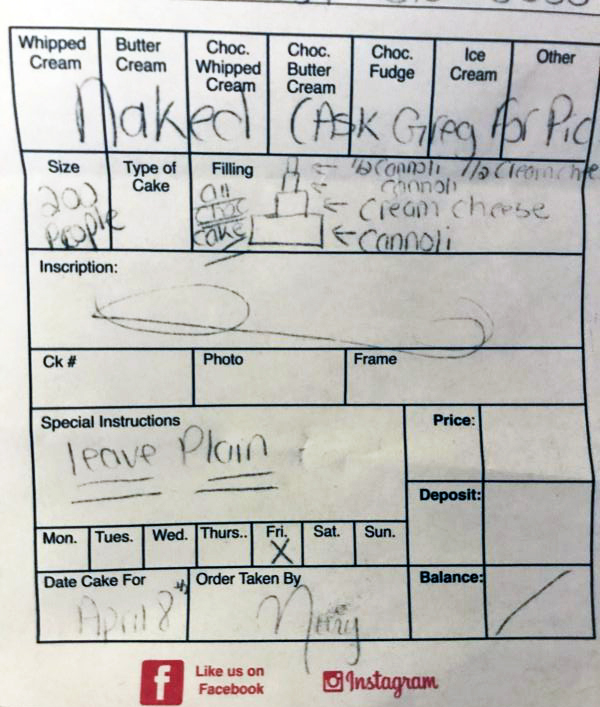 Whipped Cream
Butter Cream
Choc. Whipped Cream
Choc. Butter Cream
Choc. Fudge
Ice Cream
Other
Naked (Ask Greg for Pic
Size
200 People
Type of Cake
Filling
all choc cake
1/2 cannoli 1/2 cream che
cannoli
cream cheese
cannoli
Inscription:
Ck #
Photo
Frame
Special Instructions
leave Plain
Price:
Deposit:
Mon. Tues. Wed. Thurs.. Fri. Sat. Sun.
X
Date Cake For
April 8
Order Taken By
Balance:
f
Like us on
Facebook
Instagram